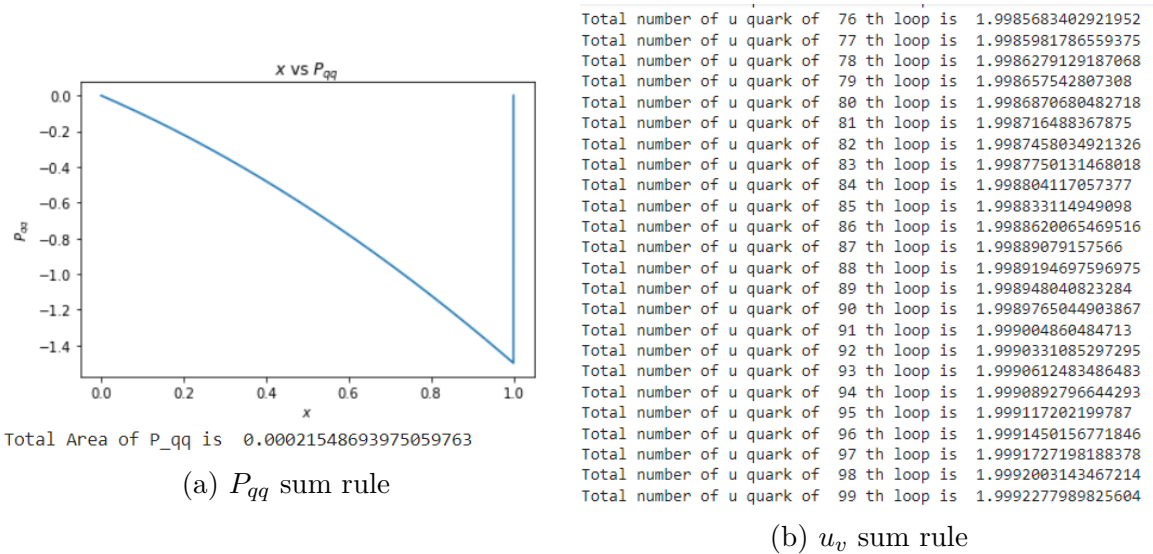 x vs P_qq
0.0
−0.2
−0.4
−0.6
−0.8
−1.0
−1.2
−1.4
P_qq
0.0 0.2 0.4 0.6 0.8 1.0
x
Total Area of P_qq is 0.00021548693975059763
(a) P_qq sum rule
Total number of u quark of 76 th loop is 1.9985683402921952
Total number of u quark of 77 th loop is 1.9985981786559375
Total number of u quark of 78 th loop is 1.9986279129187068
Total number of u quark of 79 th loop is 1.998657542807308
Total number of u quark of 80 th loop is 1.9986870680482718
Total number of u quark of 81 th loop is 1.998716488367875
Total number of u quark of 82 th loop is 1.9987458034921326
Total number of u quark of 83 th loop is 1.9987750131468018
Total number of u quark of 84 th loop is 1.998804117057377
Total number of u quark of 85 th loop is 1.998833114949098
Total number of u quark of 86 th loop is 1.9988620065469516
Total number of u quark of 87 th loop is 1.99889079157566
Total number of u quark of 88 th loop is 1.9989194697596975
Total number of u quark of 89 th loop is 1.998948040823284
Total number of u quark of 90 th loop is 1.9989765044903867
Total number of u quark of 91 th loop is 1.999004860484713
Total number of u quark of 92 th loop is 1.9990331085297295
Total number of u quark of 93 th loop is 1.9990612483486483
Total number of u quark of 94 th loop is 1.9990892796644293
Total number of u quark of 95 th loop is 1.999117202199787
Total number of u quark of 96 th loop is 1.9991450156771846
Total number of u quark of 97 th loop is 1.9991727198188378
Total number of u quark of 98 th loop is 1.9992003143467214
Total number of u quark of 99 th loop is 1.9992277989825604
(b) u_v sum rule